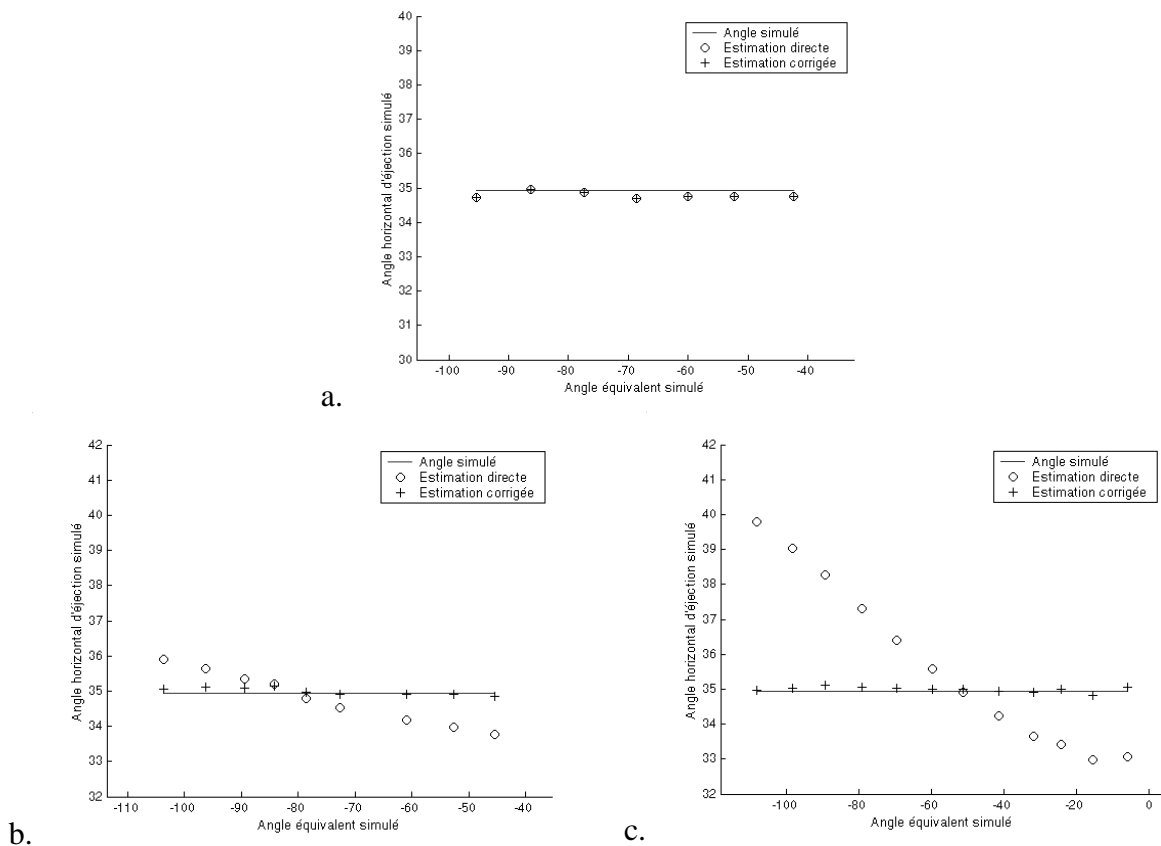 40
39
38
37
36
35
34
33
32
31
30
Angle horizontal d'éjection simulé
Angle simulé
Estimation directe
Estimation corrigée
-100 -90 -80 -70 -60 -50 -40
Angle équivalent simulé
a.
42
41
40
39
38
37
36
35
34
33
32
Angle horizontal d'éjection simulé
Angle simulé
Estimation directe
Estimation corrigée
-110 -100 -90 -80 -70 -60 -50 -40
Angle équivalent simulé
b.
42
41
40
39
38
37
36
35
34
33
32
Angle horizontal d'éjection simulé
Angle simulé
Estimation directe
Estimation corrigée
-100 -80 -60 -40 -20 0
Angle équivalent simulé
c.